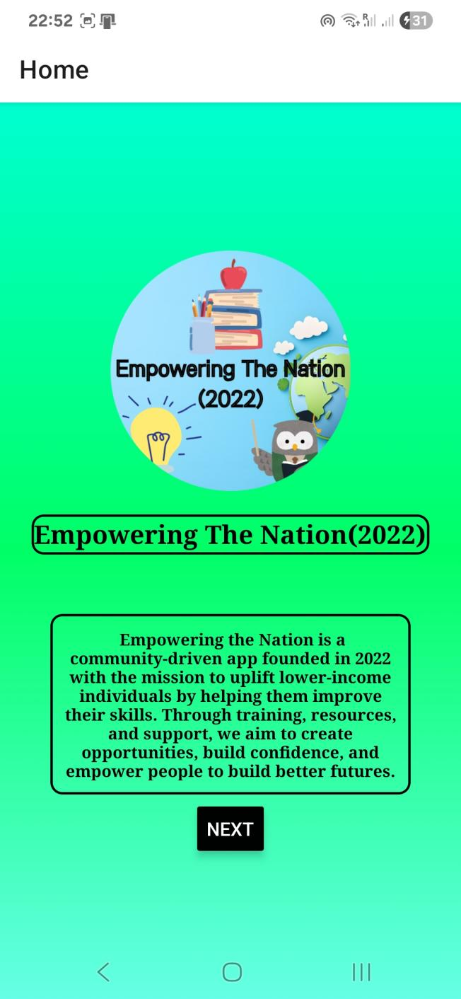 22:52
R
31
Home
Empowering The Nation
(2022)
Empowering The Nation(2022)
Empowering the Nation is a
community-driven app founded in 2022
with the mission to uplift lower-income
individuals by helping them improve
their skills. Through training, resources,
and support, we aim to create
opportunities, build confidence, and
empower people to build better futures.
NEXT